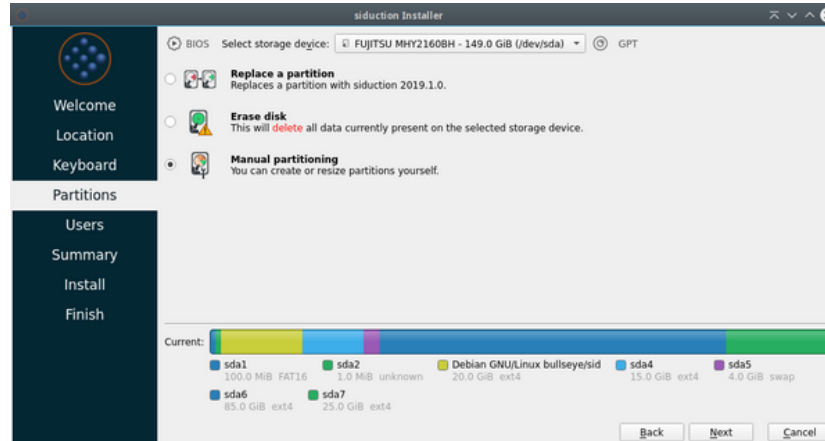 siduction Installer
BIOS Select storage device: FUJITSU MHY2160BH - 149.0 GiB (/dev/sda) GPT
Replace a partition
Replaces a partition with siduction 2019.1.0.
Erase disk
This will delete all data currently present on the selected storage device.
Manual partitioning
You can create or resize partitions yourself.
Welcome
Location
Keyboard
Partitions
Users
Summary
Install
Finish
Current:
sda1 sda2 Debian GNU/Linux bullseye/sid sda4 sda5
100.0 MiB FAT16 1.0 MiB unknown 20.0 GiB ext4 15.0 GiB ext4 4.0 GiB swap
sda6 sda7
85.0 GiB ext4 25.0 GiB ext4
Back Next Cancel